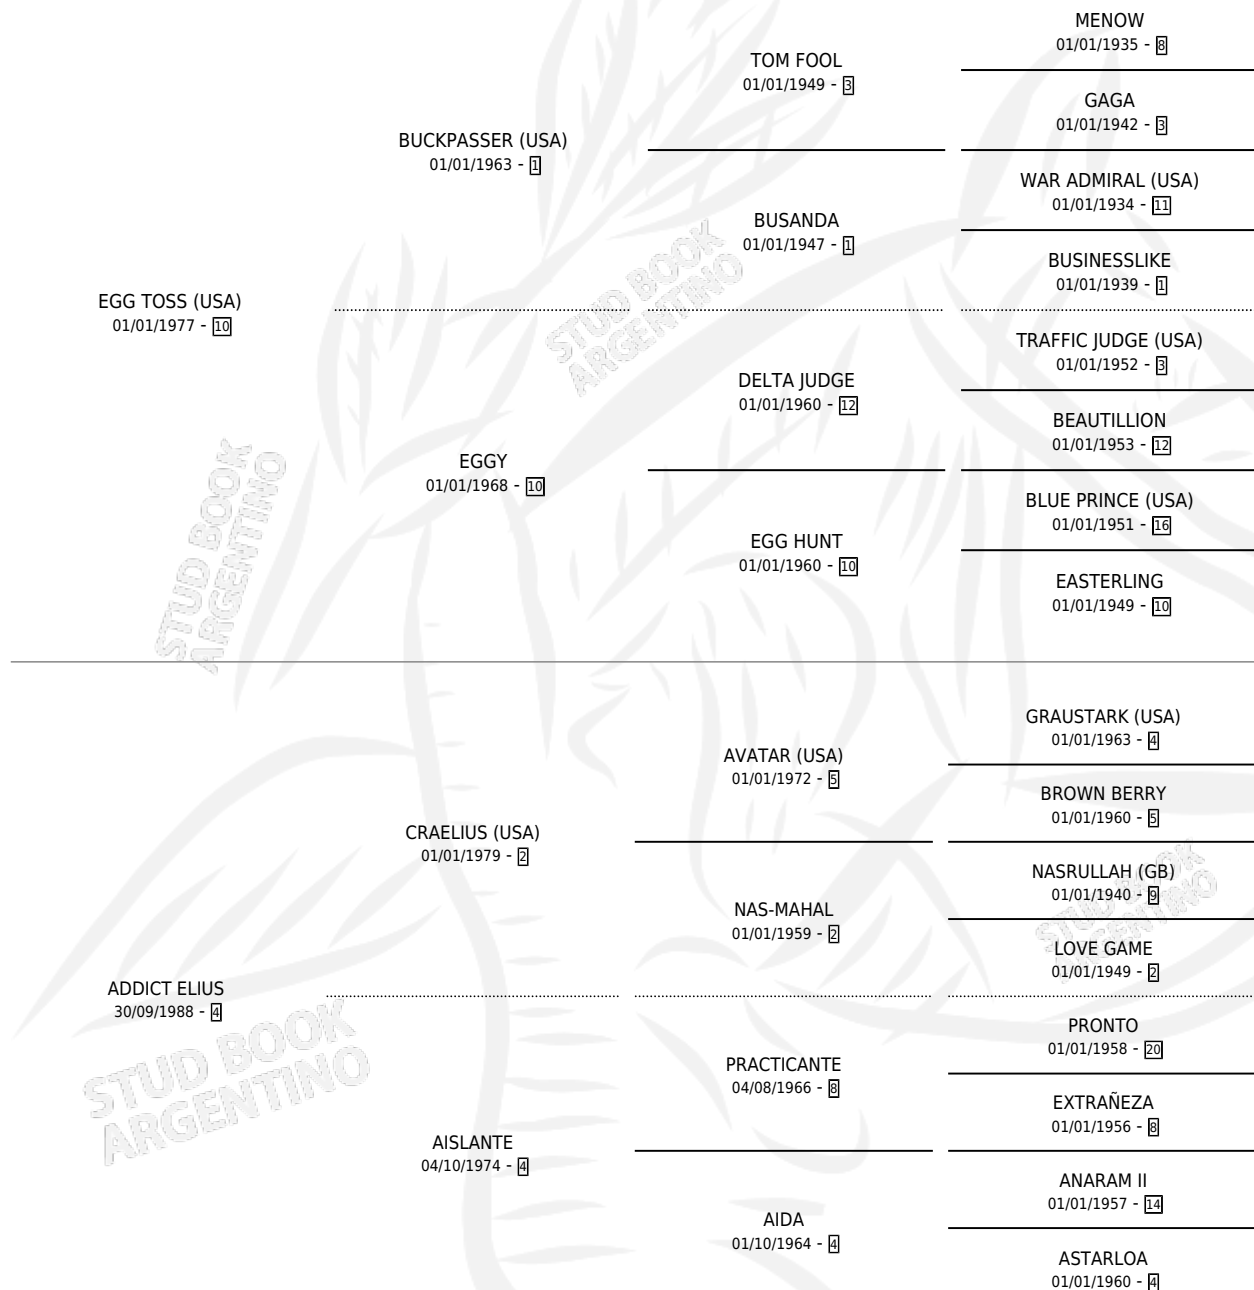 MENOW
01/01/1935 - 8
TOM FOOL
01/01/1949 - 3
GAGA
01/01/1942 - 3
BUCKPASSER (USA)
01/01/1963 - 1
WAR ADMIRAL (USA)
01/01/1934 - 11
BUSANDA
01/01/1947 - 1
BUSINESSLIKE
01/01/1939 - 1
EGG TOSS (USA)
01/01/1977 - 10
TRAFFIC JUDGE (USA)
01/01/1952 - 3
DELTA JUDGE
01/01/1960 - 12
BEAUTILLION
01/01/1953 - 12
EGGY
01/01/1968 - 10
BLUE PRINCE (USA)
01/01/1951 - 16
EGG HUNT
01/01/1960 - 10
EASTERLING
01/01/1949 - 10
GRAUSTARK (USA)
01/01/1963 - 4
AVATAR (USA)
01/01/1972 - 5
BROWN BERRY
01/01/1960 - 5
CRAELIUS (USA)
01/01/1979 - 2
NASRULLAH (GB)
01/01/1940 - 9
NAS-MAHAL
01/01/1959 - 2
LOVE GAME
01/01/1949 - 2
ADDICT ELIUS
30/09/1988 - 4
PRONTO
01/01/1958 - 20
PRACTICANTE
04/08/1966 - 8
EXTRAÑEZA
01/01/1956 - 8
AISLANTE
04/10/1974 - 4
ANARAM II
01/01/1957 - 14
AIDA
01/10/1964 - 4
ASTARLOA
01/01/1960 - 4
STUD BOOK
ARGENTINO
STUD BOOK
ARGENTINO
STUD BOOK
ARGENTINO
STUD BOOK
ARGENTINO